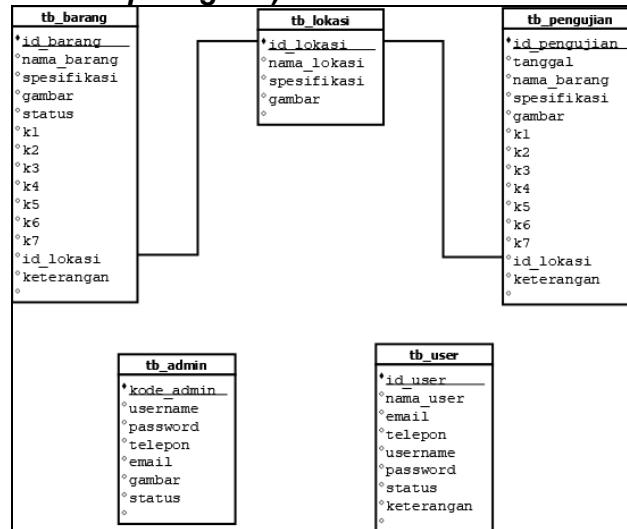 tb_barang
id_barang
nama_barang
spesifikasi
gambar
status
k1
k2
k3
k4
k5
k6
k7
id_lokasi
keterangan
tb_lokasi
id_lokasi
nama_lokasi
spesifikasi
gambar
tb_pengujian
id_pengujian
tanggal
nama_barang
spesifikasi
gambar
k1
k2
k3
k4
k5
k6
k7
id_lokasi
keterangan
tb_admin
kode_admin
username
password
telepon
email
gambar
status
tb_user
id_user
nama_user
email
telepon
username
password
status
keterangan